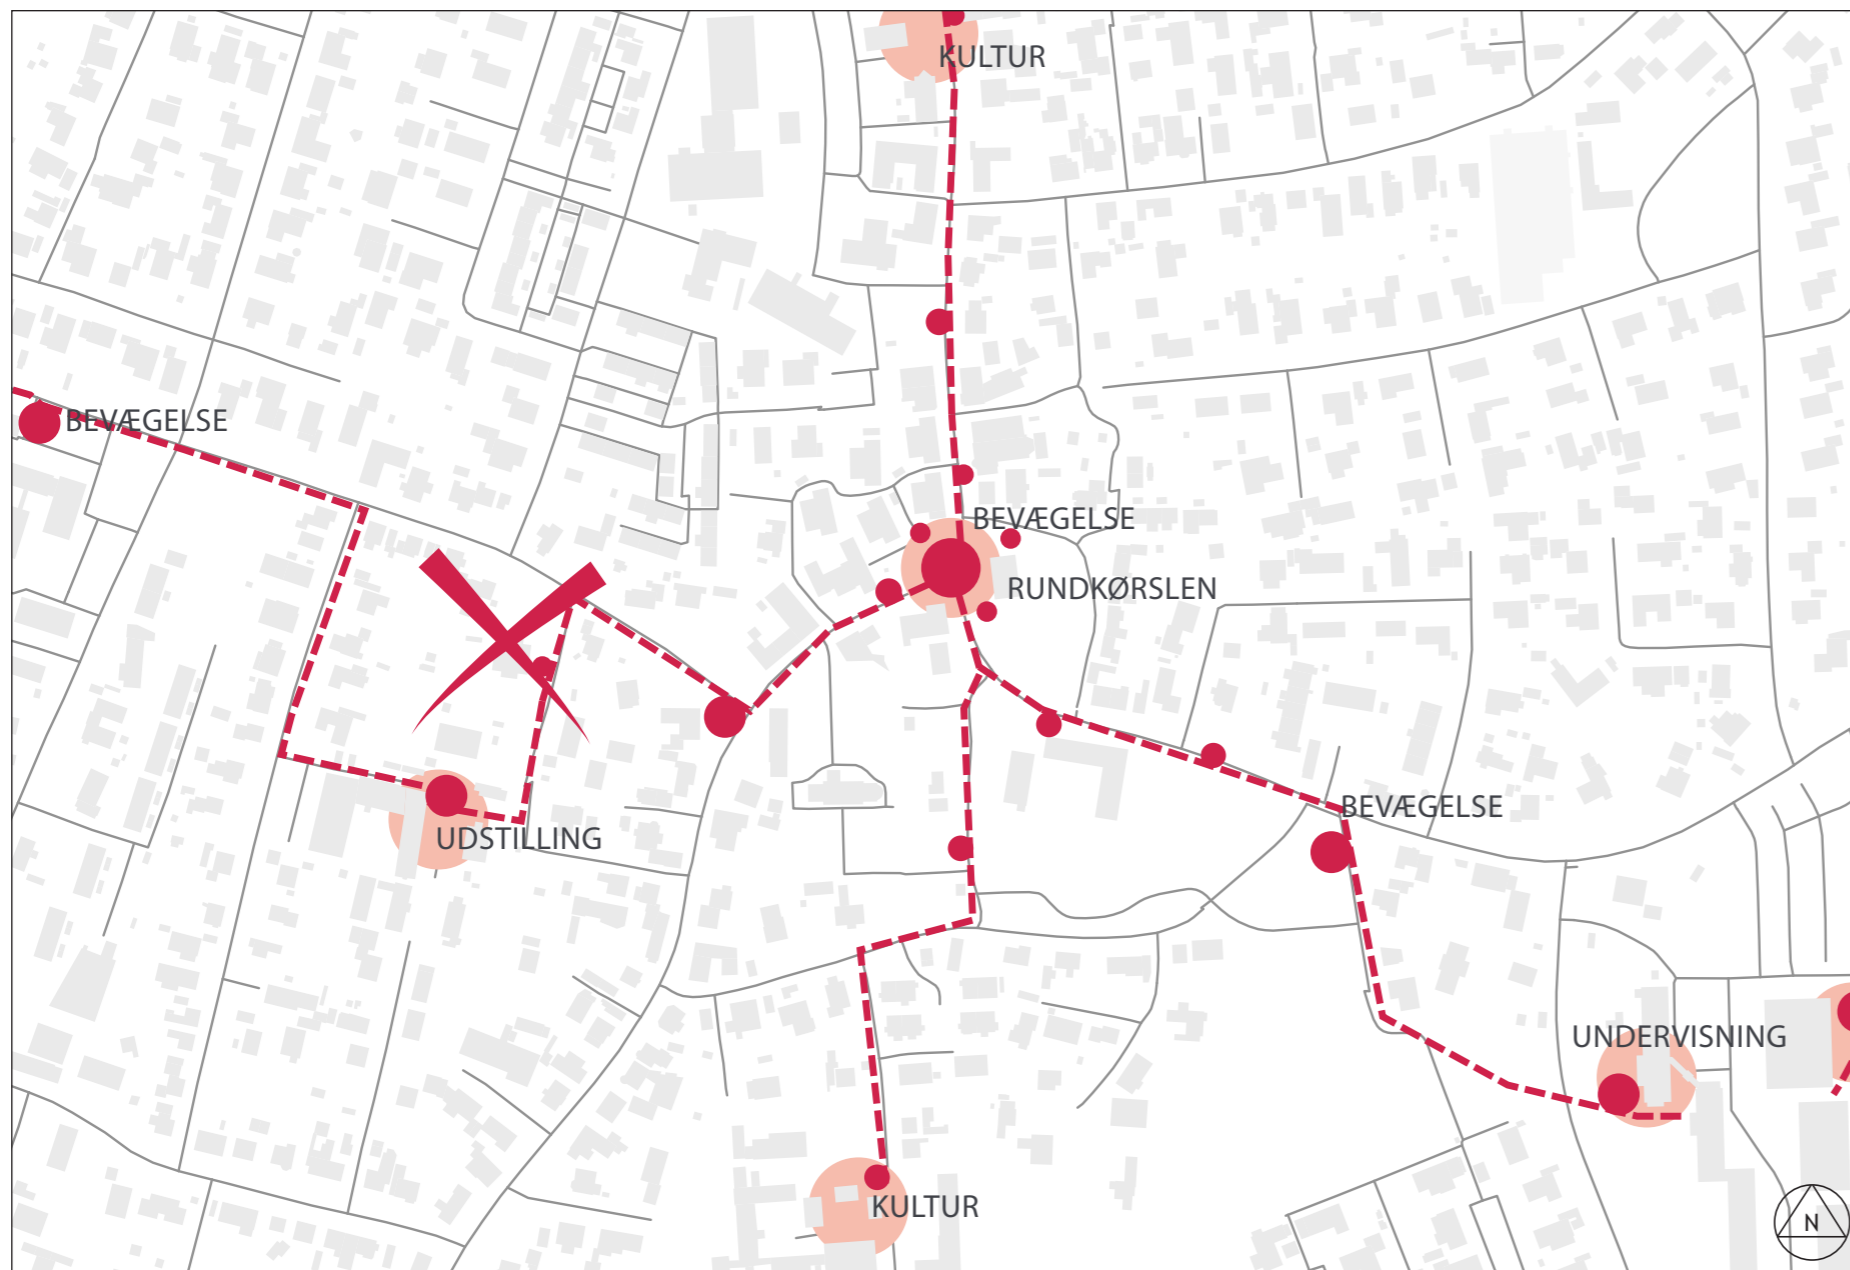 KULTUR
BEVÆGELSE
BEVÆGELSE
RUNDKØRSLEN
BEVÆGELSE
UDSTILLING
UNDERVISNING
KULTUR
N